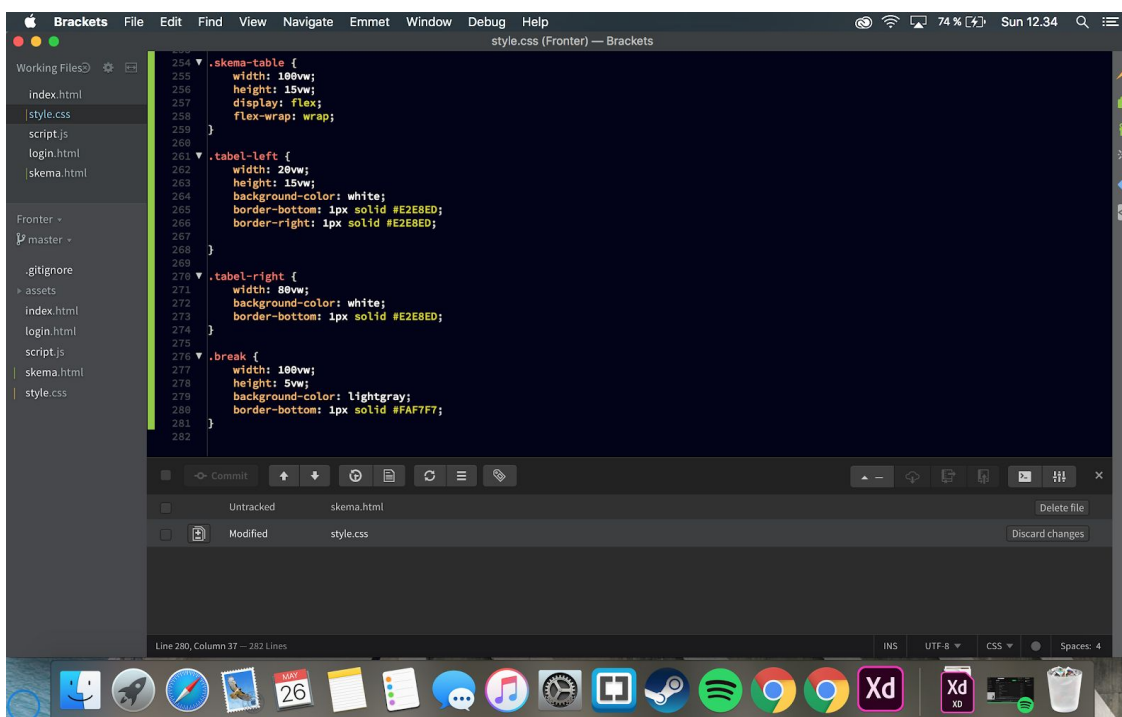 Brackets File Edit Find View Navigate Emmet Window Debug Help 74 % Sun 12.34
style.css (Fronter) — Brackets
Working Files
index.html
style.css
script.js
login.html
skema.html
Fronter
master
.gitignore
assets
index.html
login.html
script.js
skema.html
style.css
254 .skema-table {
255 width: 100vw;
256 height: 15vw;
257 display: flex;
258 flex-wrap: wrap;
259 }
260
261 .tabel-left {
262 width: 20vw;
263 height: 15vw;
264 background-color: white;
265 border-bottom: 1px solid #E2E8ED;
266 border-right: 1px solid #E2E8ED;
267
268 }
269
270 .tabel-right {
271 width: 80vw;
272 background-color: white;
273 border-bottom: 1px solid #E2E8ED;
274 }
275
276 .break {
277 width: 100vw;
278 height: 5vw;
279 background-color: lightgray;
280 border-bottom: 1px solid #FAF7F7;
281 }
282
Commit
Untracked skema.html Delete file
Modified style.css Discard changes
Line 280, Column 37 — 282 Lines INS UTF-8 CSS Spaces: 4
MAY
26
Xd
Xd
XD